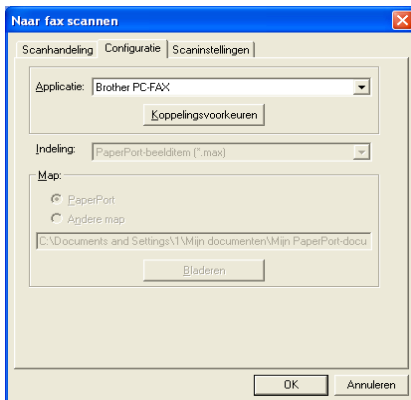 Naar fax scannen
Scanhandeling Configuratie Scaninstellingen
Applicatie: Brother PC-FAX
Koppelingsvoorkeuren
Indeling: PaperPort-beelditem (*.max)
Map:
PaperPort
Andere map
C:\Documents and Settings\1\Mijn documenten\Mijn PaperPort-docu
Bladeren
OK Annuleren